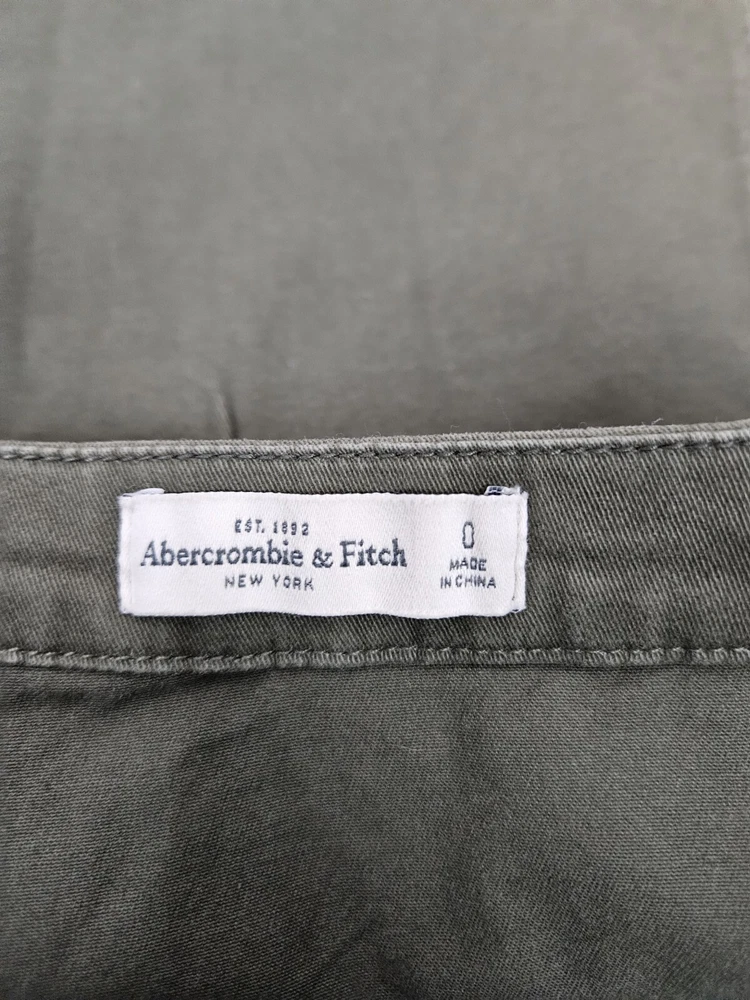 EST. 1892
Abercrombie & Fitch
NEW YORK
0
MADE
IN CHINA